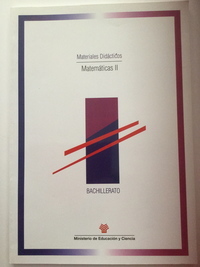 Materiales Didácticos
Matemáticas II
BACHILLERATO
Ministerio de Educación y Ciencia